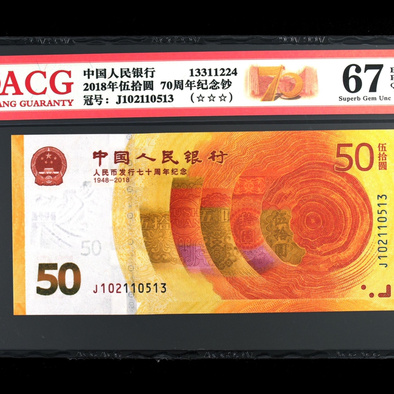 ACG
ANG GUARANTY
中国人民银行 13311224
2018年伍拾圆 70周年纪念钞
冠号: J102110513 (☆☆☆)
70
67
Superb Gem Unc
中国人民银行
人民币发行七十周年纪念
1948-2018
50 伍拾圆
50
50
J102110513
J102110513